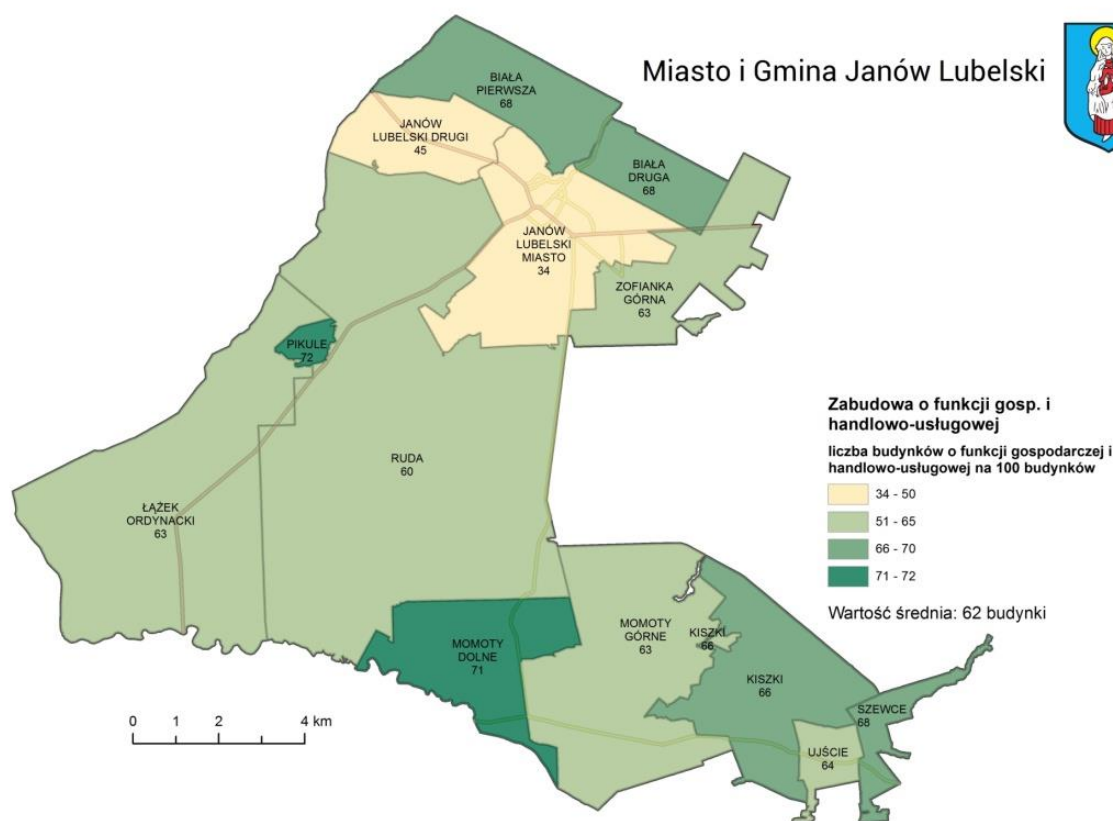 Miasto i Gmina Janów Lubelski
BIAŁA
PIERWSZA
68
JANÓW
LUBELSKI DRUGI
45
BIAŁA
DRUGA
68
JANÓW
LUBELSKI
MIASTO
34
ZOFIANKA
GÓRNA
63
PIKULE
72
RUDA
60
ŁĄŻEK
ORDYNACKI
63
Zabudowa o funkcji gosp. i
handlowo-usługowej
liczba budynków o funkcji gospodarczej i
handlowo-usługowej na 100 budynków
34 - 50
51 - 65
66 - 70
71 - 72
Wartość średnia: 62 budynki
MOMOTY
DOLNE
71
MOMOTY
GÓRNE
63
KISZKI
66
KISZKI
66
SZEWCE
68
UJŚCIE
64
0 1 2 4 km